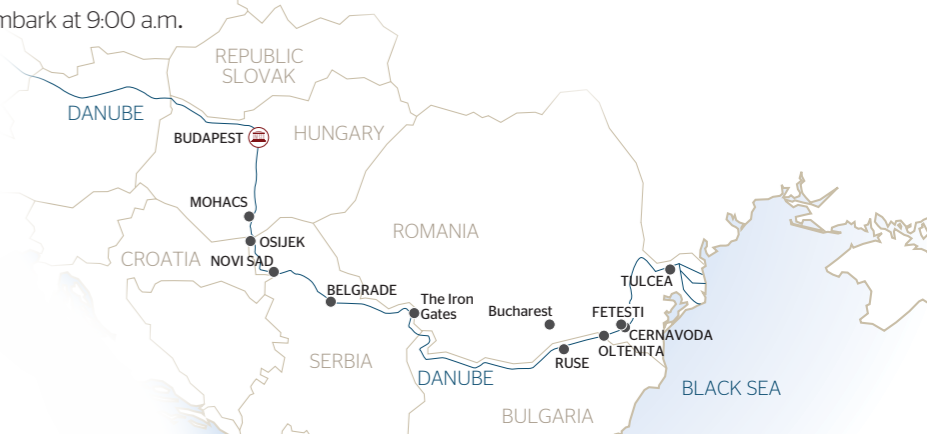 mbark at 9:00 a.m.
REPUBLIC
SLOVAK
DANUBE
BUDAPEST
HUNGARY
MOHACS
ROMANIA
OSIJEK
CROATIA
NOVI SAD
TULCEA
BELGRADE
The Iron
Gates
Bucharest
FETESTI
CERNAVODA
OLTENITA
SERBIA
RUSE
DANUBE
BLACK SEA
BULGARIA